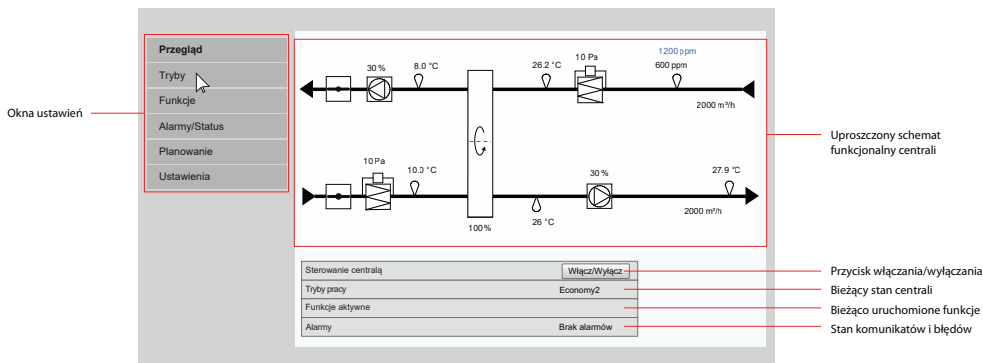 Okna ustawień
Przegląd
Tryby
Funkcje
Alarmy/Status
Planowanie
Ustawienia
30 %
8.0 °C
26.2 °C
10 Pa
1200 ppm
600 ppm
2000 m³/h
10 Pa
10.0 °C
100 %
26 °C
30 %
27.9 °C
2000 m³/h
Uproszczony schemat
funkcjonalny centrali
Sterowanie centralą Włącz/Wyłącz
Tryby pracy Economy2
Funkcje aktywne
Alarmy Brak alarmów
Przycisk włączania/wyłączania
Bieżący stan centrali
Bieżąco uruchomione funkcje
Stan komunikatów i błędów